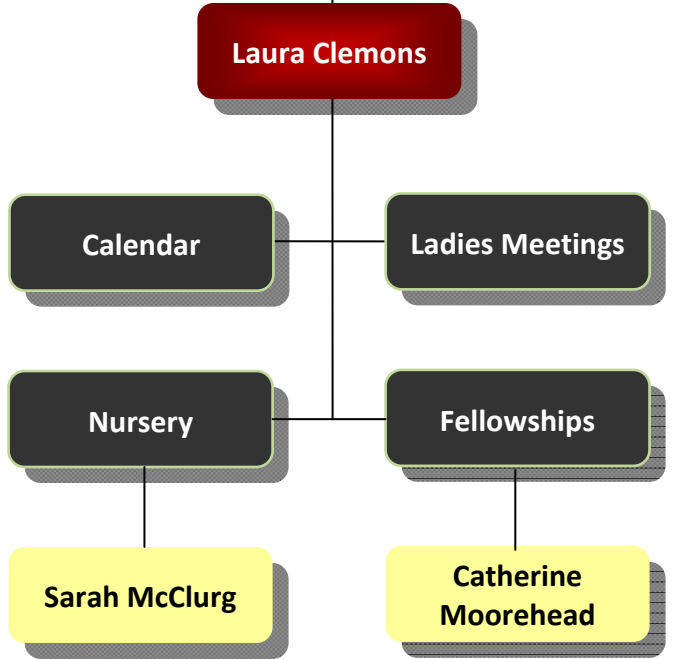 Laura Clemons
Calendar
Ladies Meetings
Nursery
Fellowships
Sarah McClurg
Catherine
Moorehead